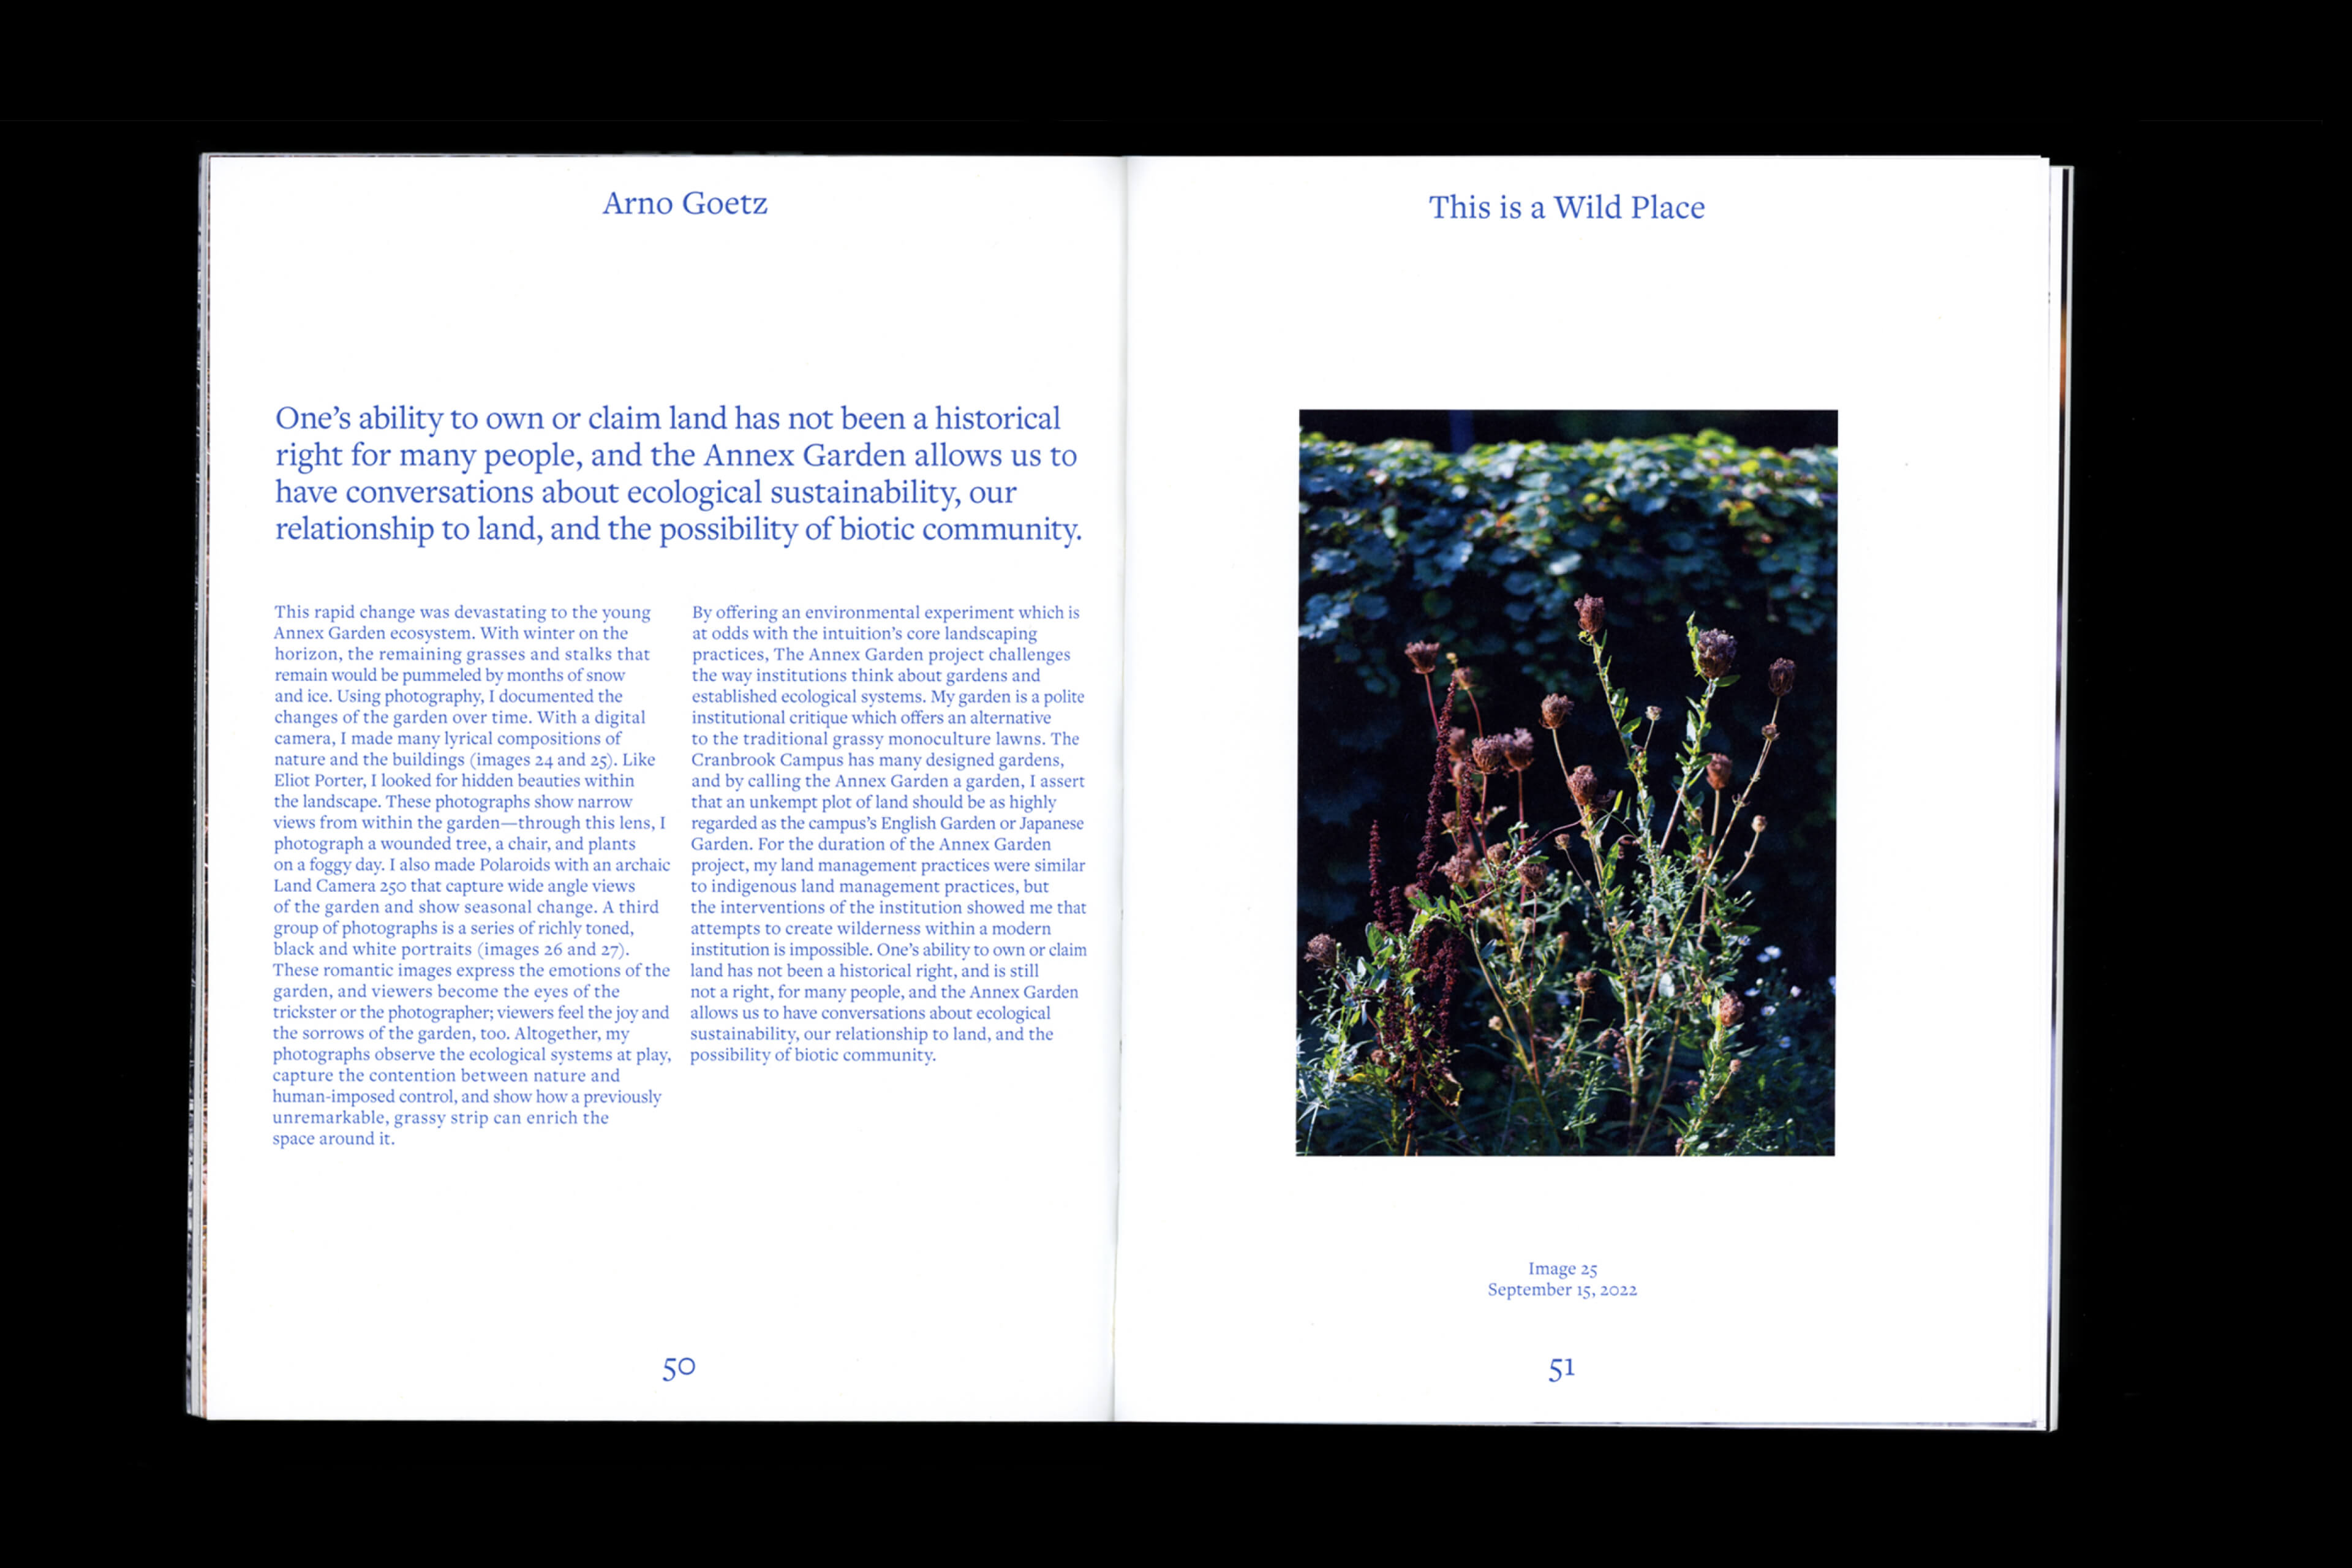 Arno Goetz
One’s ability to own or claim land has not been a historical
right for many people, and the Annex Garden allows us to
have conversations about ecological sustainability, our
relationship to land, and the possibility of biotic community.
This rapid change was devastating to the young
Annex Garden ecosystem. With winter on the
horizon, the remaining grasses and stalks that
remain would be pummeled by months of snow
and ice. Using photography, I documented the
changes of the garden over time. With a digital
camera, I made many lyrical compositions of
nature and the buildings (images 24 and 25). Like
Eliot Porter, I looked for hidden beauties within
the landscape. These photographs show narrow
views from within the garden—through this lens, I
photograph a wounded tree, a chair, and plants
on a foggy day. I also made Polaroids with an archaic
Land Camera 250 that capture wide angle views
of the garden and show seasonal change. A third
group of photographs is a series of richly toned,
black and white portraits (images 26 and 27).
These romantic images express the emotions of the
garden, and viewers become the eyes of the
trickster or the photographer; viewers feel the joy and
the sorrows of the garden, too. Altogether, my
photographs observe the ecological systems at play,
capture the contention between nature and
human-imposed control, and show how a previously
unremarkable, grassy strip can enrich the
space around it.
By offering an environmental experiment which is
at odds with the intuition’s core landscaping
practices, The Annex Garden project challenges
the way institutions think about gardens and
established ecological systems. My garden is a polite
institutional critique which offers an alternative
to the traditional grassy monoculture lawns. The
Cranbrook Campus has many designed gardens,
and by calling the Annex Garden a garden, I assert
that an unkempt plot of land should be as highly
regarded as the campus’s English Garden or Japanese
Garden. For the duration of the Annex Garden
project, my land management practices were similar
to indigenous land management practices, but
the interventions of the institution showed me that
attempts to create wilderness within a modern
institution is impossible. One’s ability to own or claim
land has not been a historical right, and is still
not a right, for many people, and the Annex Garden
allows us to have conversations about ecological
sustainability, our relationship to land, and the
possibility of biotic community.
50
This is a Wild Place
Image 25
September 15, 2022
51